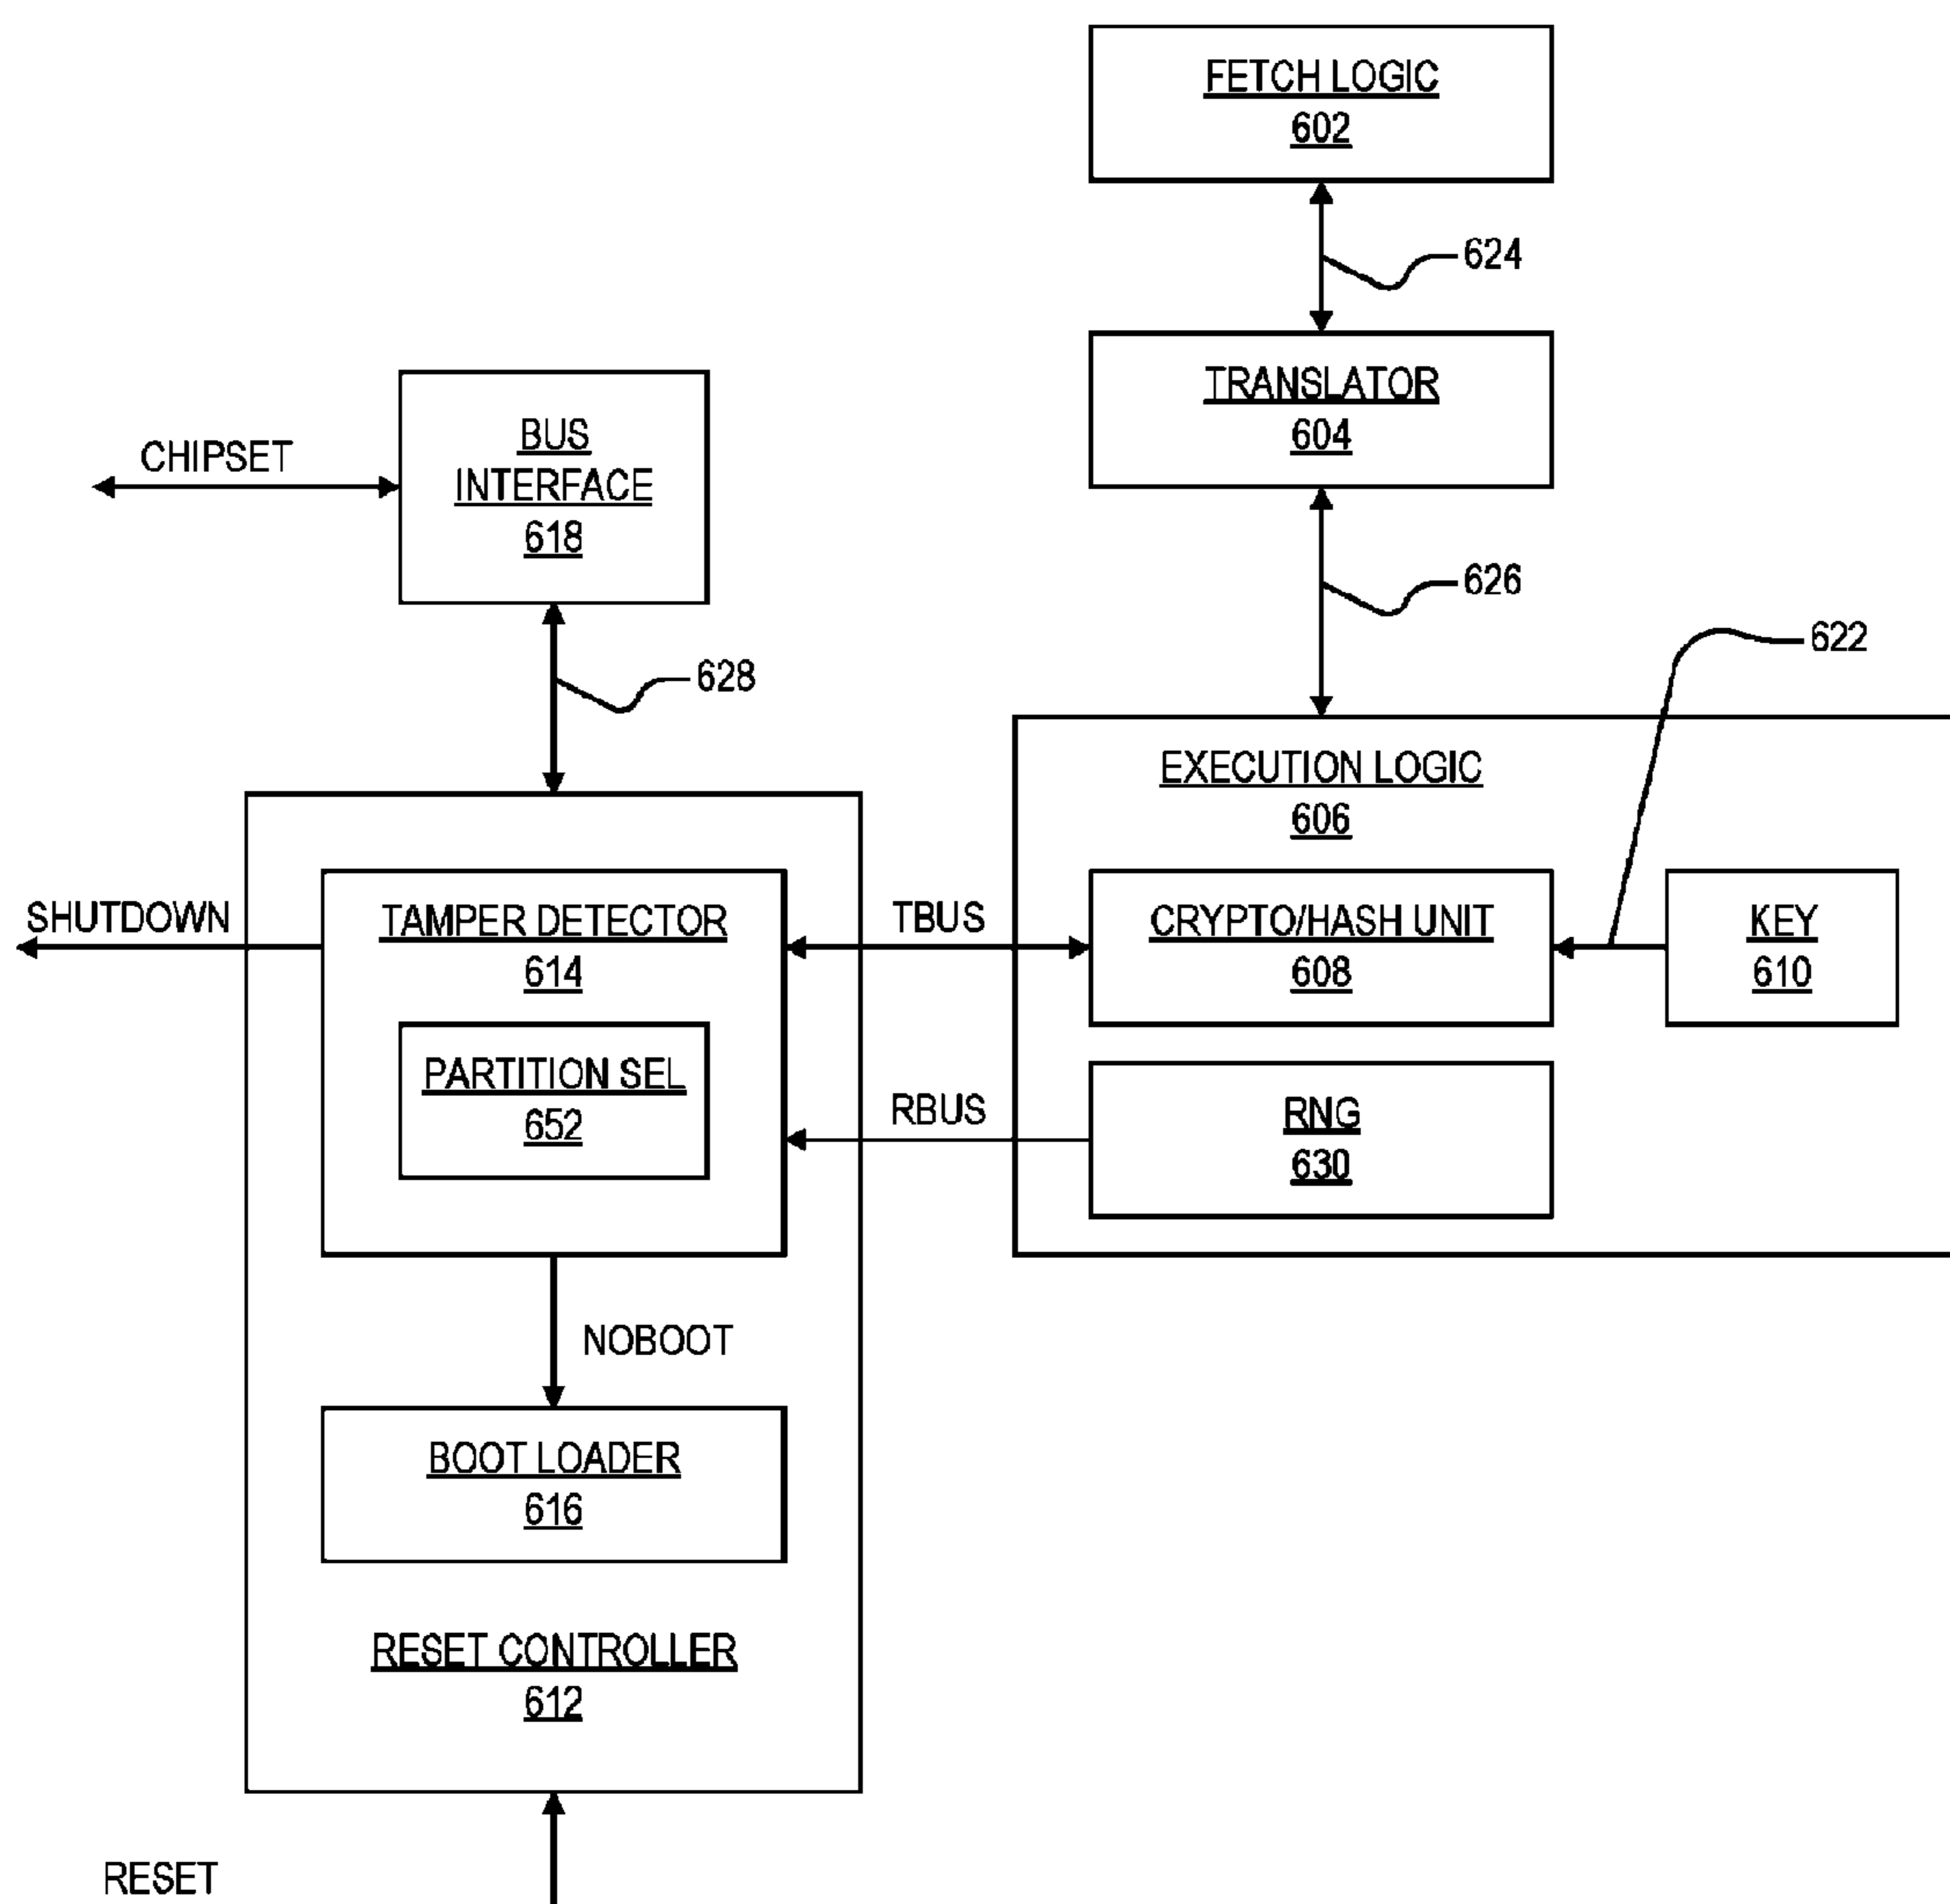 FETCH LOGIC
602
624
TRANSLATOR
604
BUS
INTERFACE
618
CHIPSET
626
622
628
EXECUTION LOGIC
606
SHUTDOWN
TAMPER DETECTOR
614
TBUS
CRYPTO/HASH UNIT
608
KEY
610
PARTITION SEL
652
RBUS
RNG
630
NOBOOT
BOOT LOADER
616
RESET CONTROLLER
612
RESET